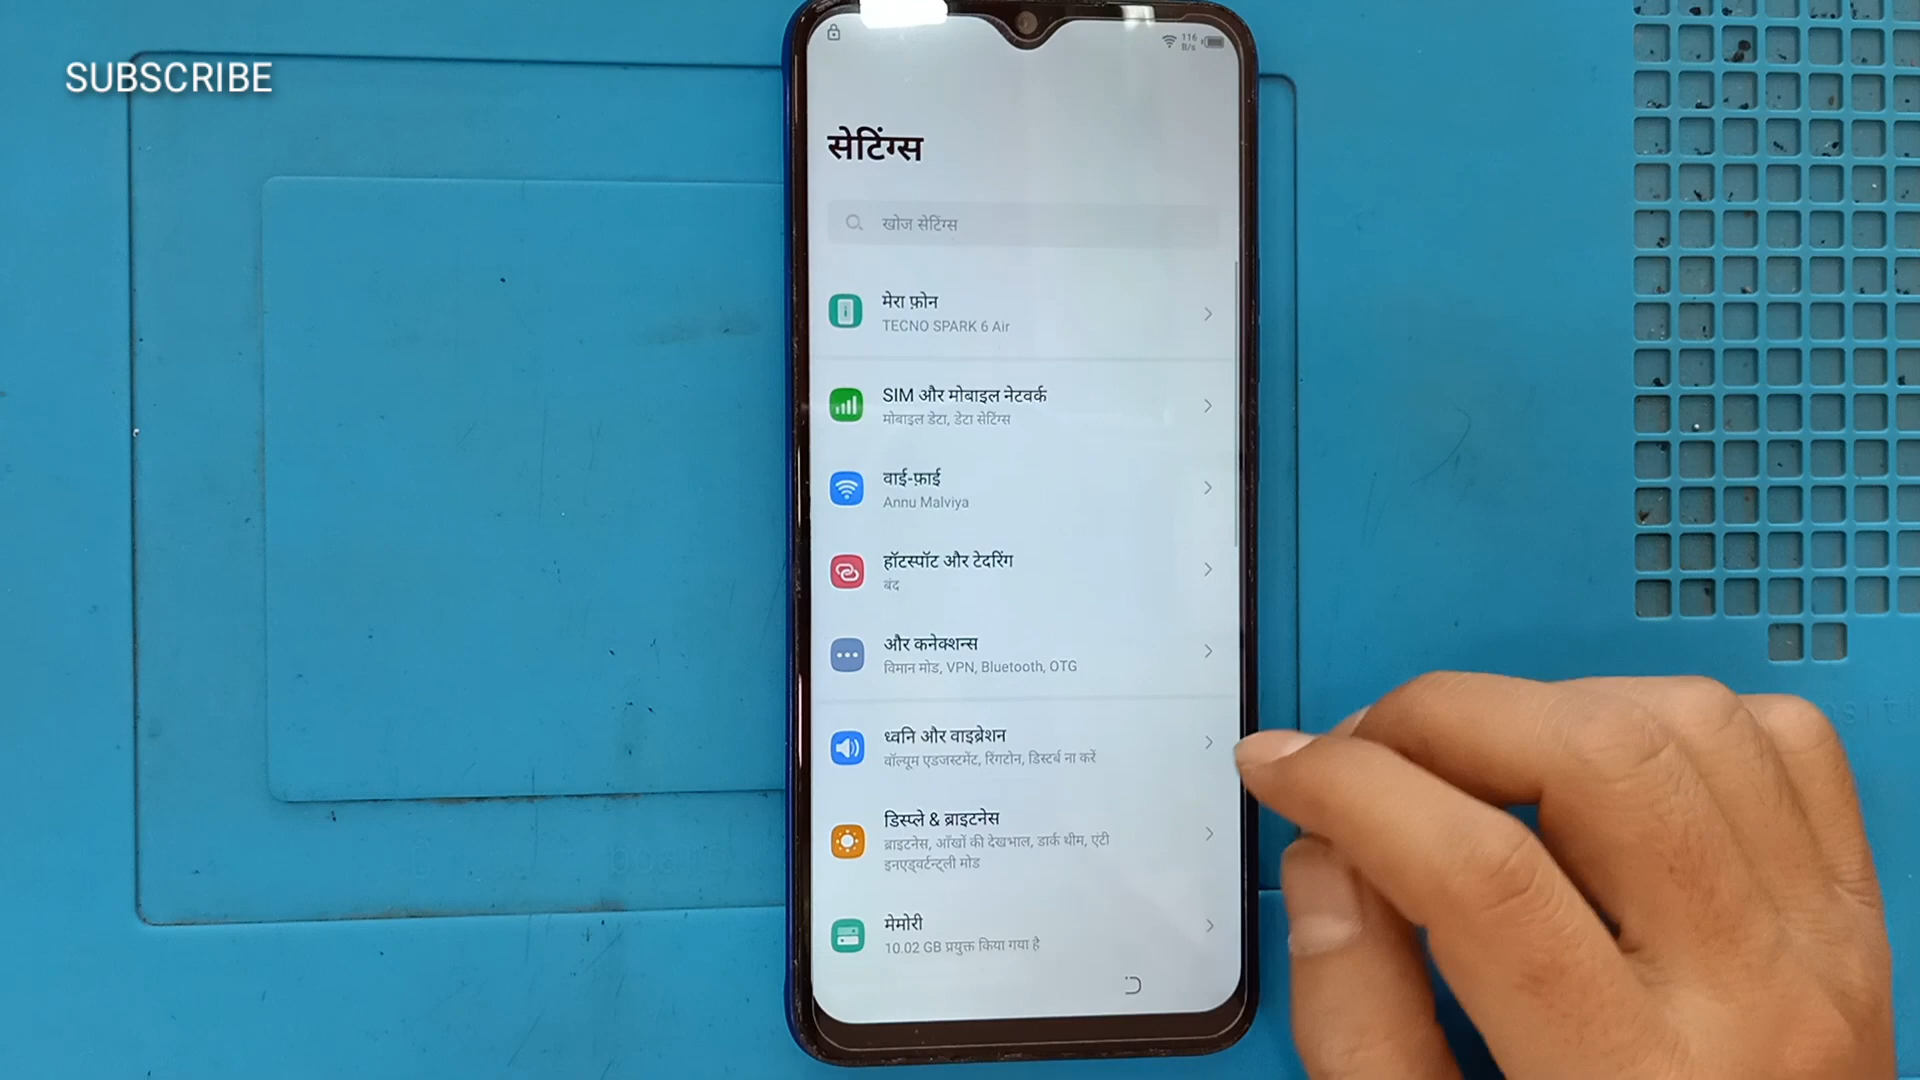 SUBSCRIBE
116
B/s
सेटिंग्स
खोज सेटिंग्स
मेरा फ़ोन
TECNO SPARK 6 Air
SIM और मोबाइल नेटवर्क
मोबाइल डेटा, डेटा सेटिंग्स
वाई-फ़ाई
Annu Malviya
हॉटस्पॉट और टेदरिंग
बंद
और कनेक्शन्स
विमान मोड, VPN, Bluetooth, OTG
ध्वनि और वाइब्रेशन
वॉल्यूम एडजस्टमेंट, रिंगटोन, डिस्टर्ब ना करें
डिस्प्ले & ब्राइटनेस
ब्राइटनेस, आँखों की देखभाल, डार्क थीम, एंटी
इनएड्वर्टन्ट्ली मोड
मेमोरी
10.02 GB प्रयुक्त किया गया है